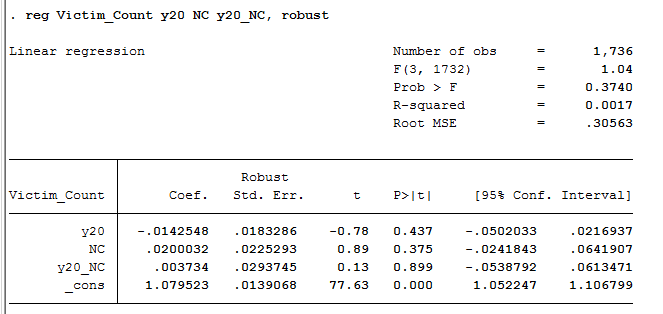 . reg Victim_Count y20 NC y20_NC, robust
Linear regression Number of obs = 1,736
F(3, 1732) = 1.04
Prob > F = 0.3740
R-squared = 0.0017
Root MSE = .30563
Robust
Victim_Count Coef. Std. Err. t P>|t| [95% Conf. Interval]
y20 -.0142548 .0183286 -0.78 0.437 -.0502033 .0216937
NC .0200032 .0225293 0.89 0.375 -.0241843 .0641907
y20_NC .003734 .0293745 0.13 0.899 -.0538792 .0613471
_cons 1.079523 .0139068 77.63 0.000 1.052247 1.106799